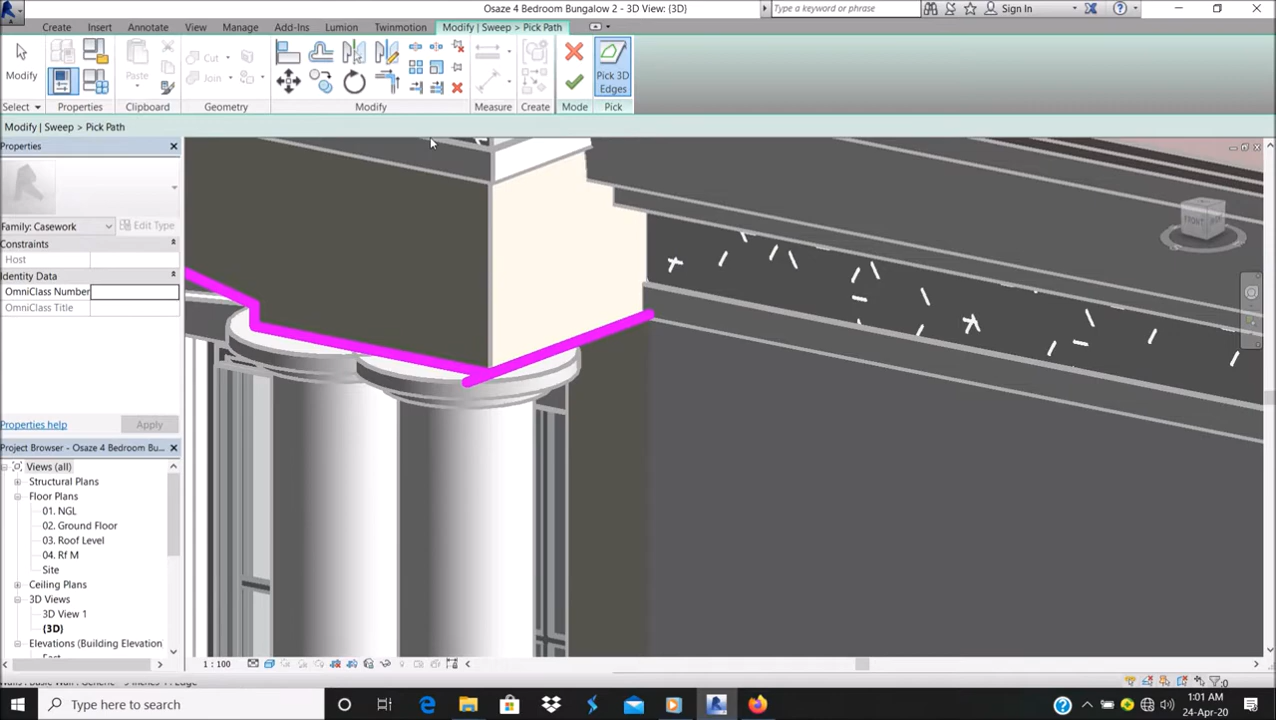 Osaze 4 Bedroom Bungalow 2 - 3D View: {3D}
Type a keyword or phrase
Sign In
Create Insert Annotate View Manage Add-Ins Lumion Twinmotion Modify | Sweep > Pick Path
Modify
Paste
Cut
Join
Pick 3D
Edges
Select Properties Clipboard Geometry Modify Measure Create Mode Pick
Modify | Sweep > Pick Path
Properties
Family: Casework
Edit Type
Constraints
Host
Identity Data
OmniClass Number
OmniClass Title
Properties help
Apply
Project Browser - Osaze 4 Bedroom Bu...
Views (all)
Structural Plans
Floor Plans
01. NGL
02. Ground Floor
03. Roof Level
04. Rf M
Site
Ceiling Plans
3D Views
3D View 1
{3D}
Elevations (Building Elevation
FRONT
1 : 100
:0
Type here to search
1:01 AM
24-Apr-20